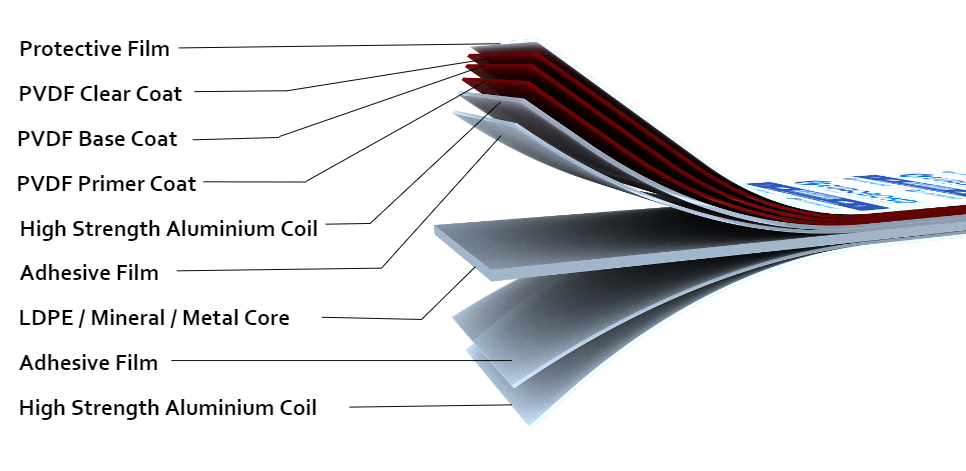 Protective Film
PVDF Clear Coat
PVDF Base Coat
PVDF Primer Coat
High Strength Aluminium Coil
Adhesive Film
LDPE / Mineral / Metal Core
Adhesive Film
High Strength Aluminium Coil